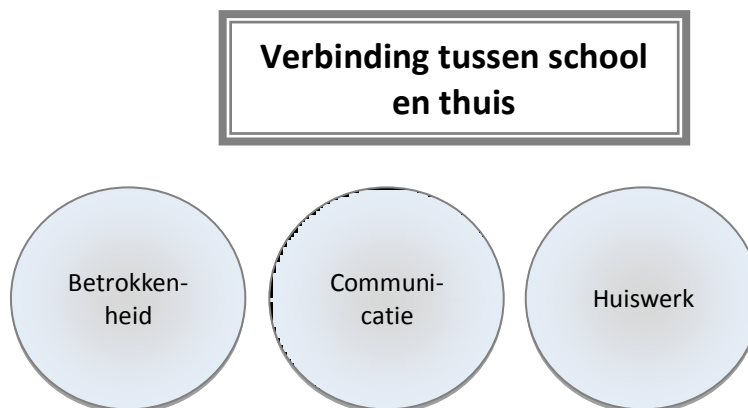 Verbinding tussen school
en thuis
Betrokken-
heid
Communi-
catie
Huiswerk